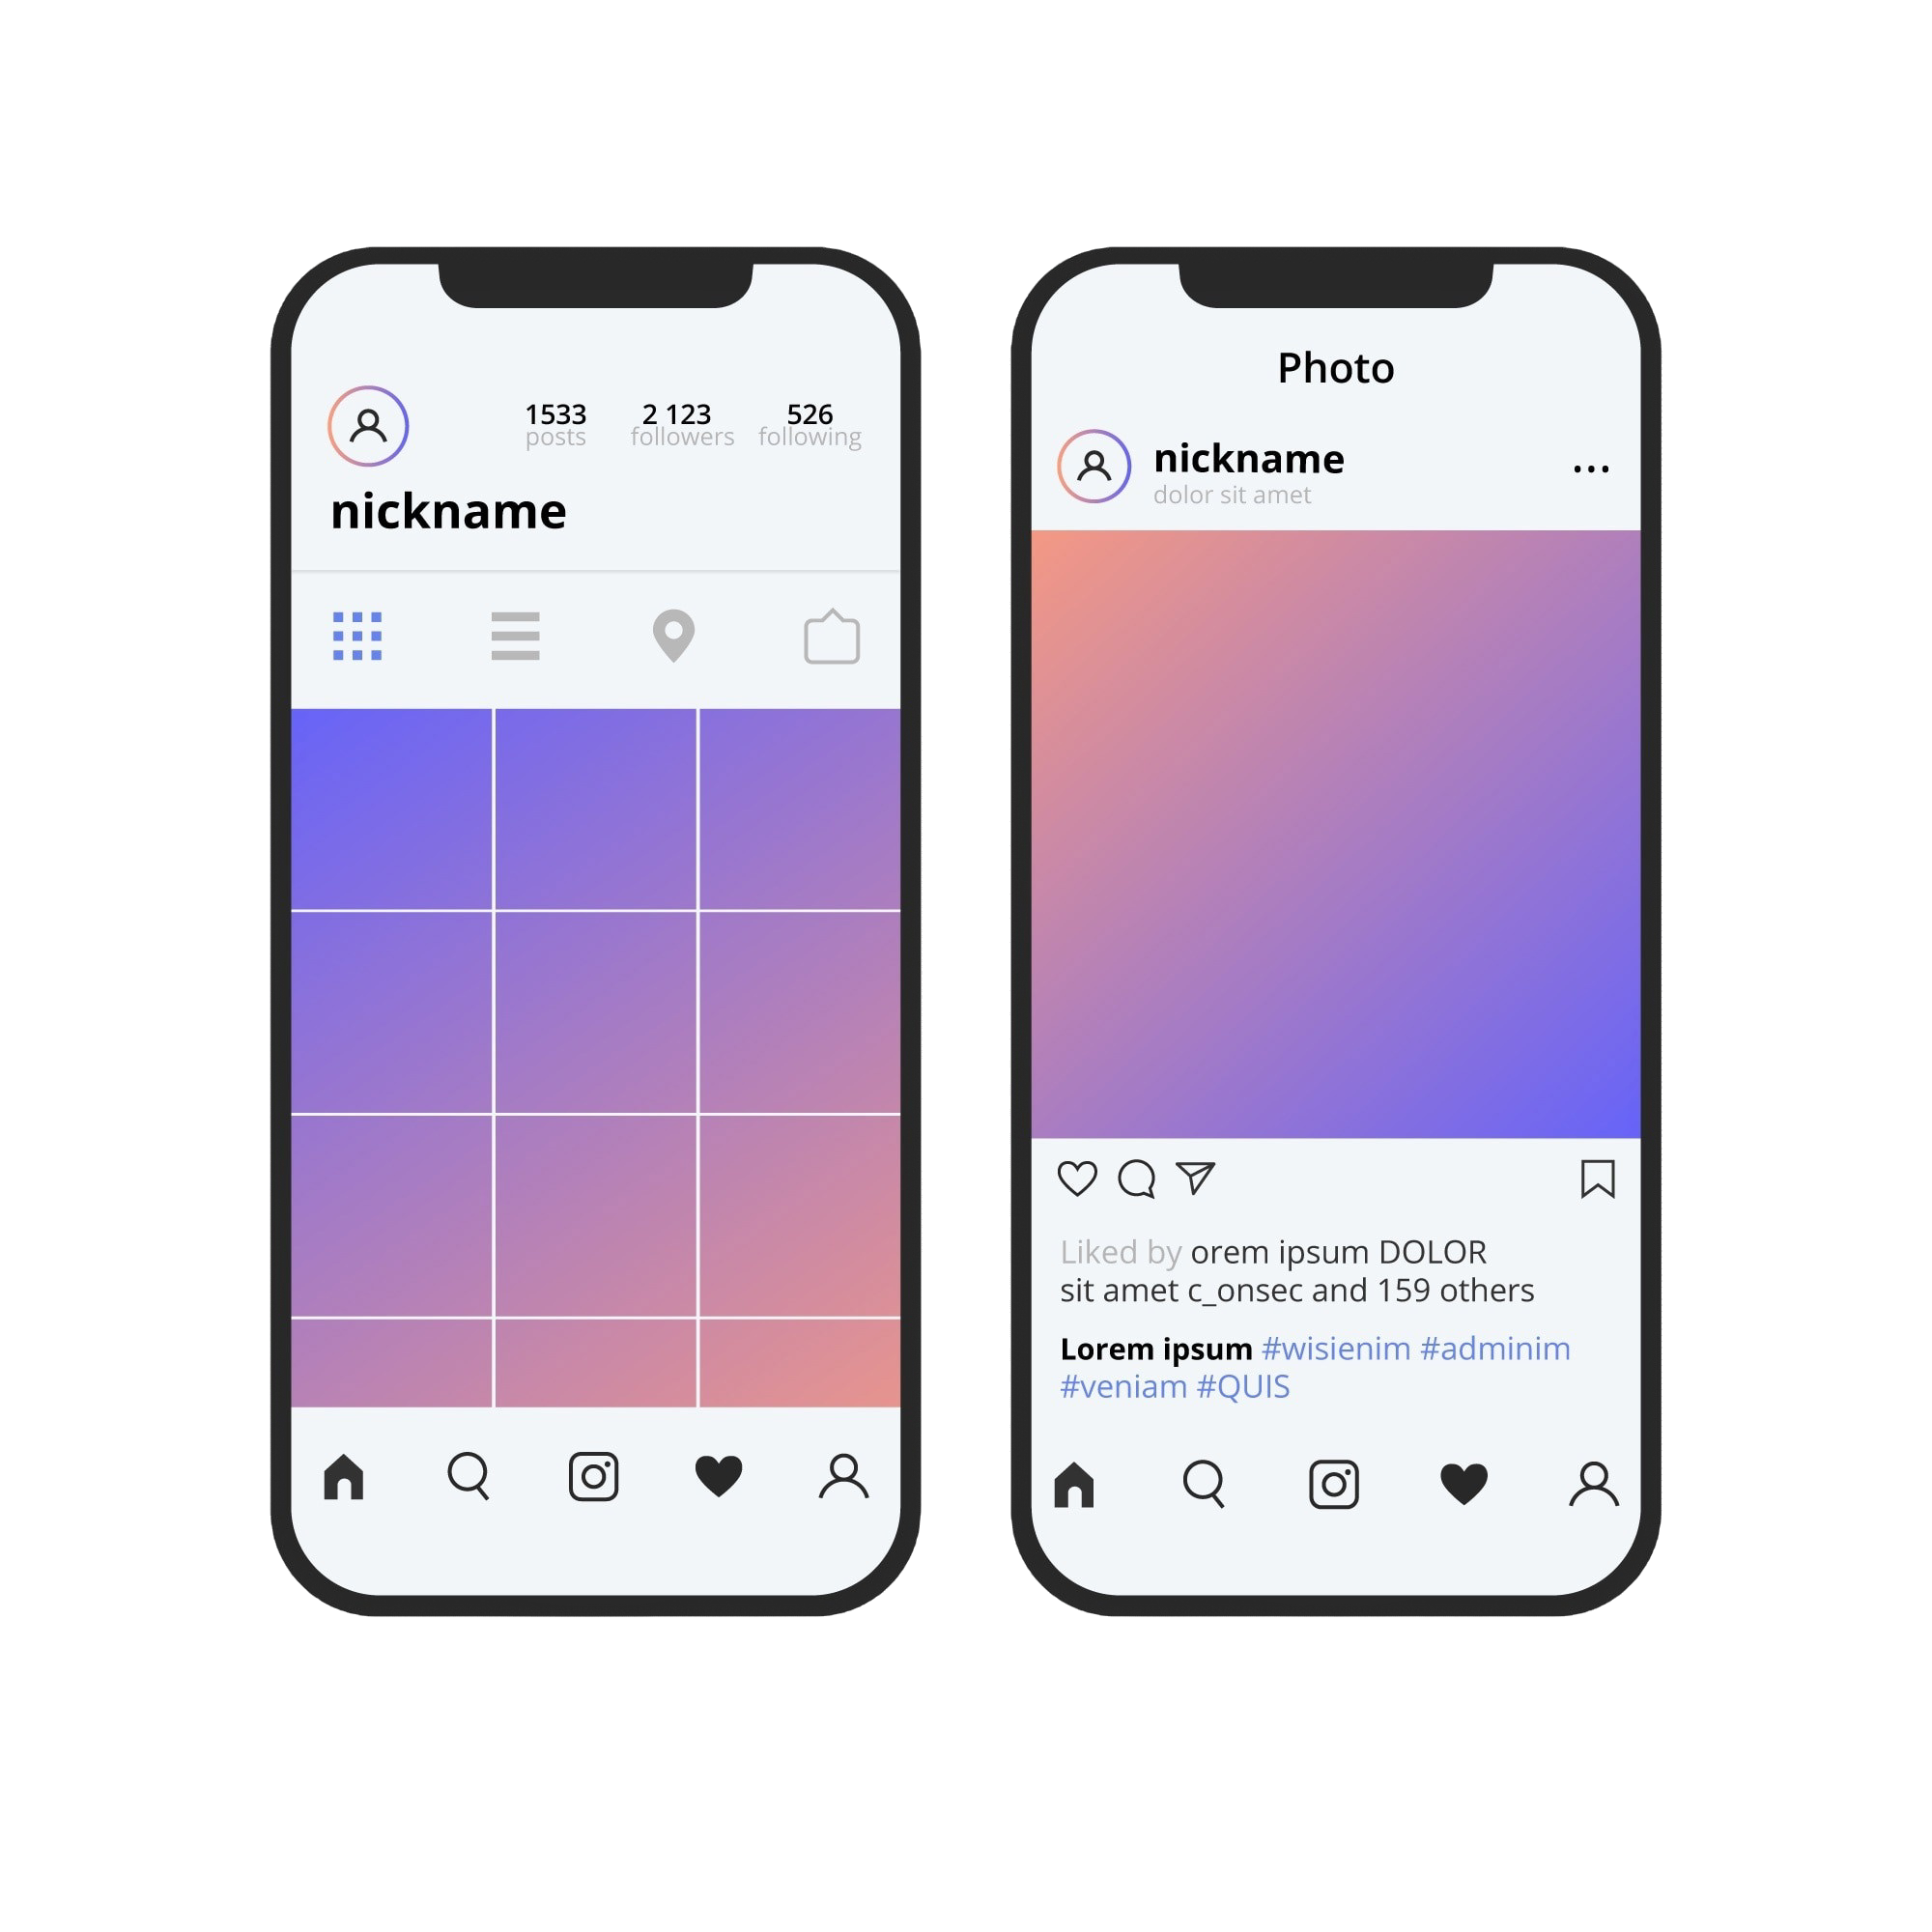 1533 2 123 526
posts followers following
nickname
Photo
nickname
dolor sit amet
...
Liked by orem ipsum DOLOR
sit amet c_onsec and 159 others
Lorem ipsum #wisienim #adminim
#veniam #QUIS